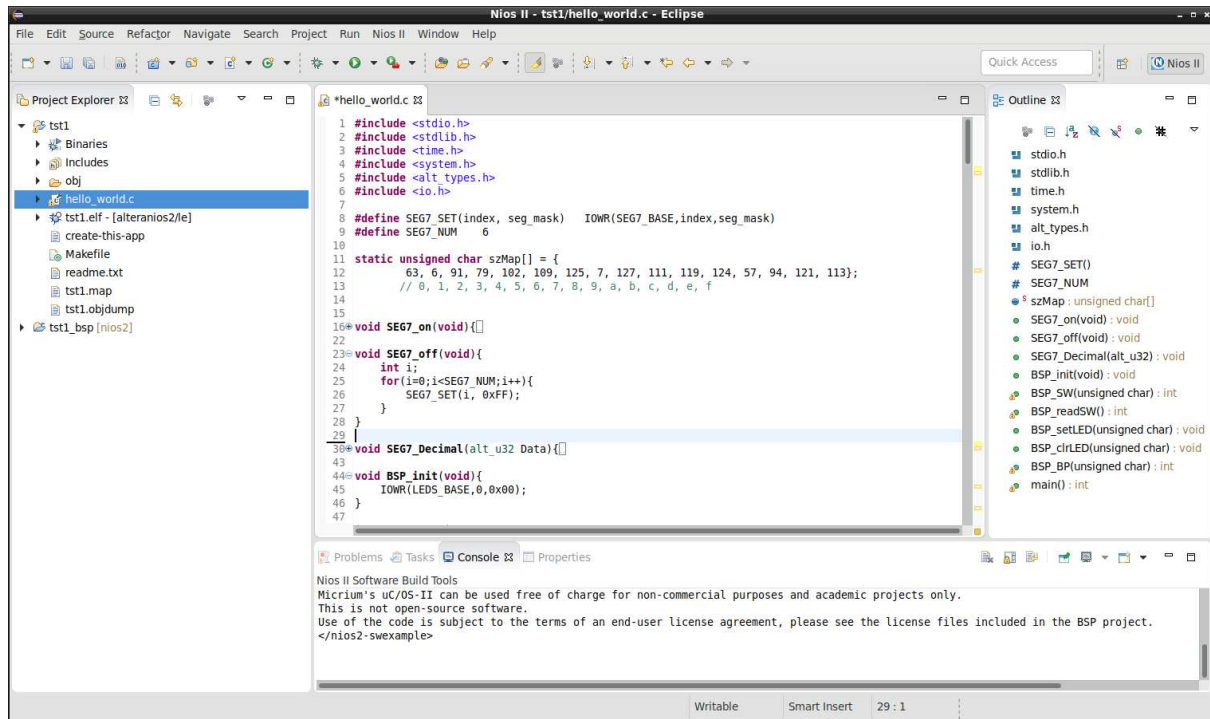 Nios II - tst1/hello_world.c - Eclipse
File Edit Source Refactor Navigate Search Project Run Nios II Window Help
Quick Access
Nios II
Project Explorer
tst1
Binaries
Includes
obj
hello_world.c
tst1.elf - [alteranios2/le]
create-this-app
Makefile
readme.txt
tst1.map
tst1.objdump
tst1_bsp [nios2]
*hello_world.c
1 #include <stdio.h>
2 #include <stdlib.h>
3 #include <time.h>
4 #include <system.h>
5 #include <alt_types.h>
6 #include <io.h>
7
8 #define SEG7_SET(index, seg_mask)   IOWR(SEG7_BASE,index,seg_mask)
9 #define SEG7_NUM    6
10
11 static unsigned char szMap[] = {
12         63, 6, 91, 79, 102, 109, 125, 7, 127, 111, 119, 124, 57, 94, 121, 113};
13        // 0, 1, 2, 3, 4, 5, 6, 7, 8, 9, a, b, c, d, e, f
14
15
16 void SEG7_on(void){
22
23 void SEG7_off(void){
24     int i;
25     for(i=0;i<SEG7_NUM;i++){
26         SEG7_SET(i, 0xFF);
27     }
28 }
29
30 void SEG7_Decimal(alt_u32 Data){
43
44 void BSP_init(void){
45     IOWR(LEDS_BASE,0,0x00);
46 }
47
Outline
stdio.h
stdlib.h
time.h
system.h
alt_types.h
io.h
# SEG7_SET()
# SEG7_NUM
S szMap : unsigned char[]
SEG7_on(void) : void
SEG7_off(void) : void
SEG7_Decimal(alt_u32) : void
BSP_init(void) : void
BSP_SW(unsigned char) : int
BSP_readSW() : int
BSP_setLED(unsigned char) : void
BSP_clrLED(unsigned char) : void
BSP_BP(unsigned char) : int
main() : int
Problems Tasks Console Properties
Nios II Software Build Tools
Micrium's uC/OS-II can be used free of charge for non-commercial purposes and academic projects only.
This is not open-source software.
Use of the code is subject to the terms of an end-user license agreement, please see the license files included in the BSP project.
</nios2-swexample>
Writable Smart Insert 29 : 1